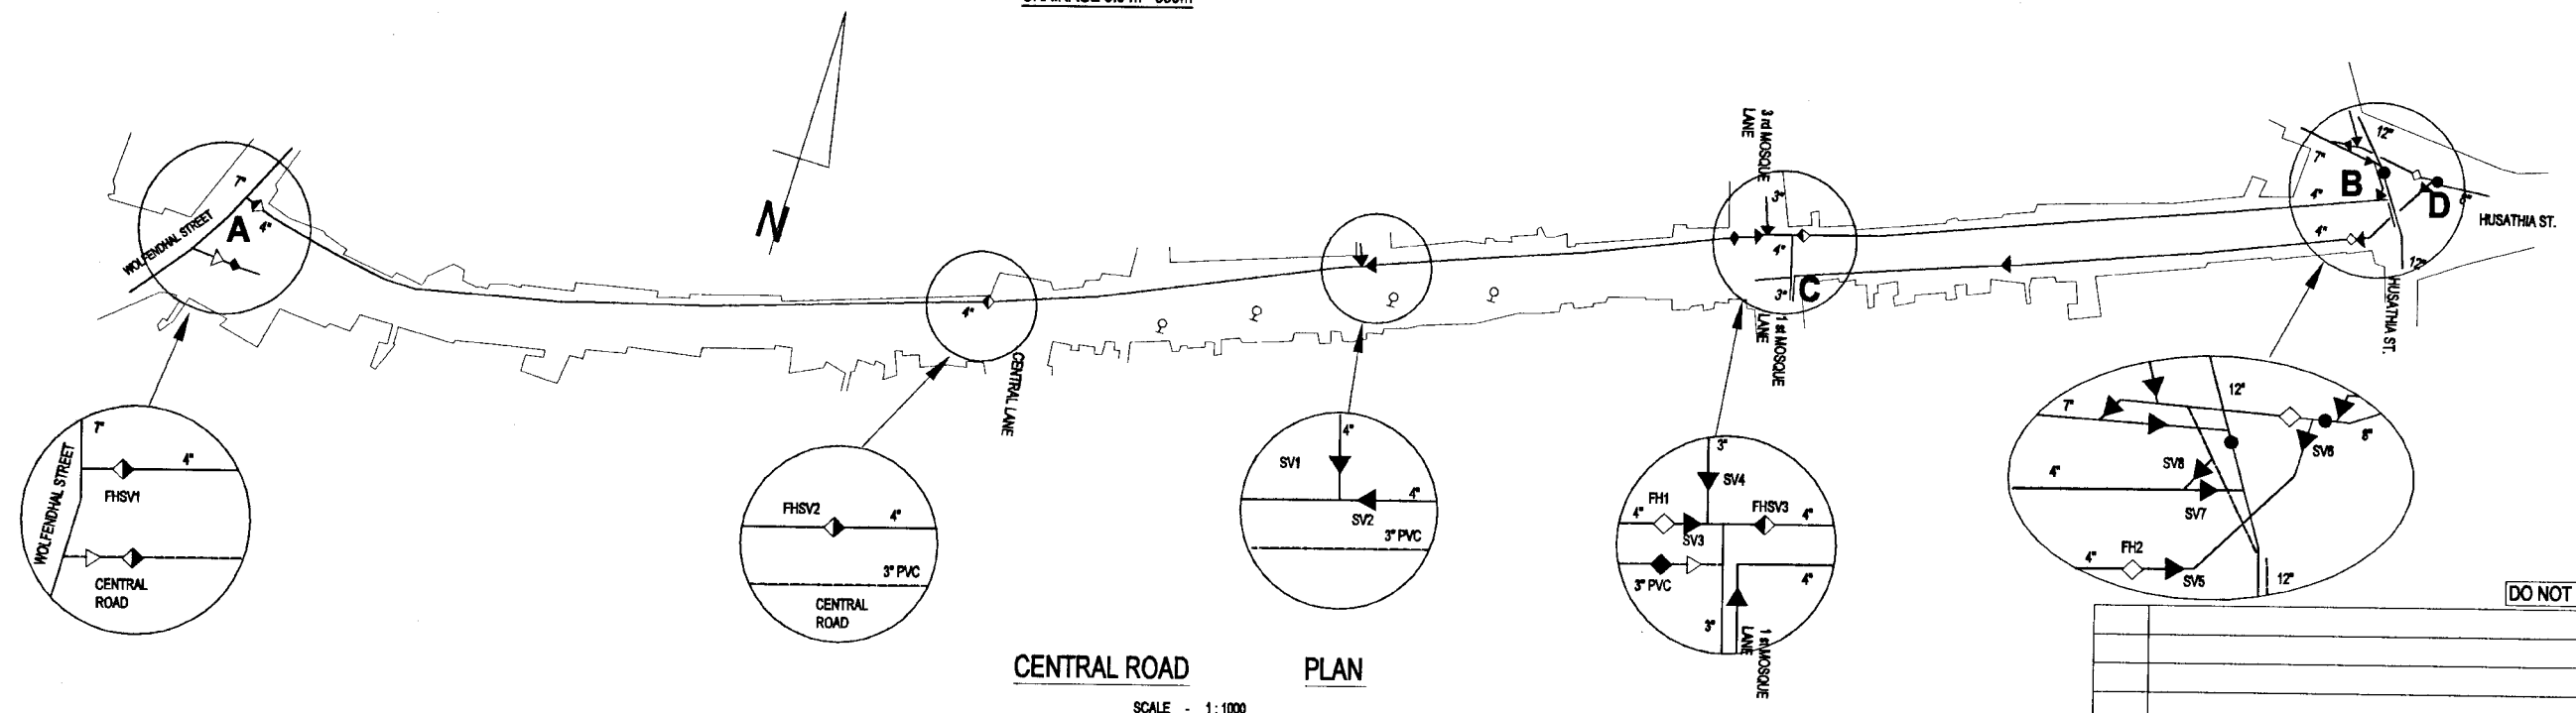 3 rd MOSQUE
LANE
12"
7"
7"
3"
B
4"
D
8"
WOLFENDHAL STREET
A
4"
HUSATHIA ST.
N
4"
4"
12"
C
3"
4"
HUSATHIA ST.
1 st MOSQUE
LANE
CENTRAL LANE
7"
4"
FHSV1
WOLFENDHAL STREET
CENTRAL
ROAD
FHSV2
4"
3" PVC
CENTRAL
ROAD
4"
SV1
4"
SV2
3" PVC
3"
SV4
FH1
FHSV3
4"
4"
SV3
3" PVC
4"
3"
1 st MOSQUE
LANE
12"
7"
8"
SV6
SV8
4"
SV7
4"
FH2
SV5
12"
DO NOT
CENTRAL ROAD PLAN
SCALE - 1:1000